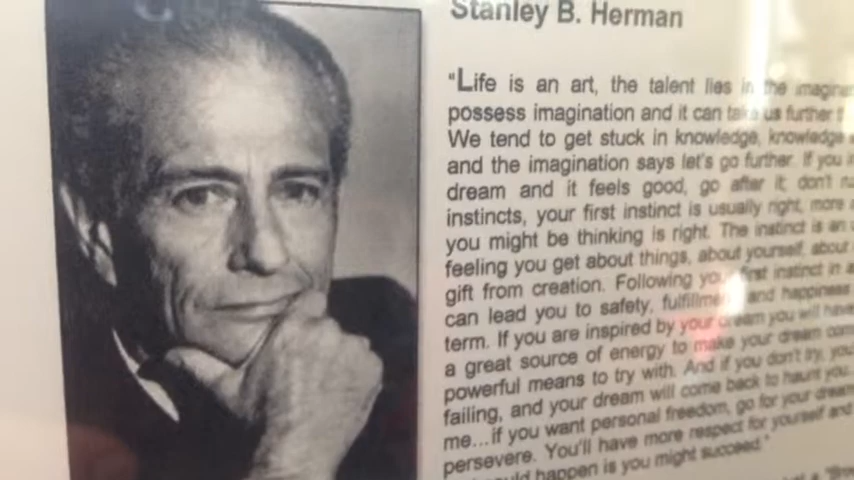 Stanley B. Herman
"Life is an art, the talent lies in the
possess imagination and it can take us further
We tend to get stuck in knowledge, knowledge
and the imagination says let's go further. If you
dream and it feels good, go after it; don't
instincts, your first instinct is usually right, more
you might be thinking is right. The instinct is an
feeling you get about things, about yourself, about
gift from creation. Following your first instinct in
can lead you to safety, fulfillment and happiness
term. If you are inspired by your dream you will have
a great source of energy to make your dream
powerful means to try with. And if you don't try, you
failing, and your dream will come back to haunt you.
me...if you want personal freedom, go for your dream
persevere. You'll have more respect for yourself and
happen is you might succeed."